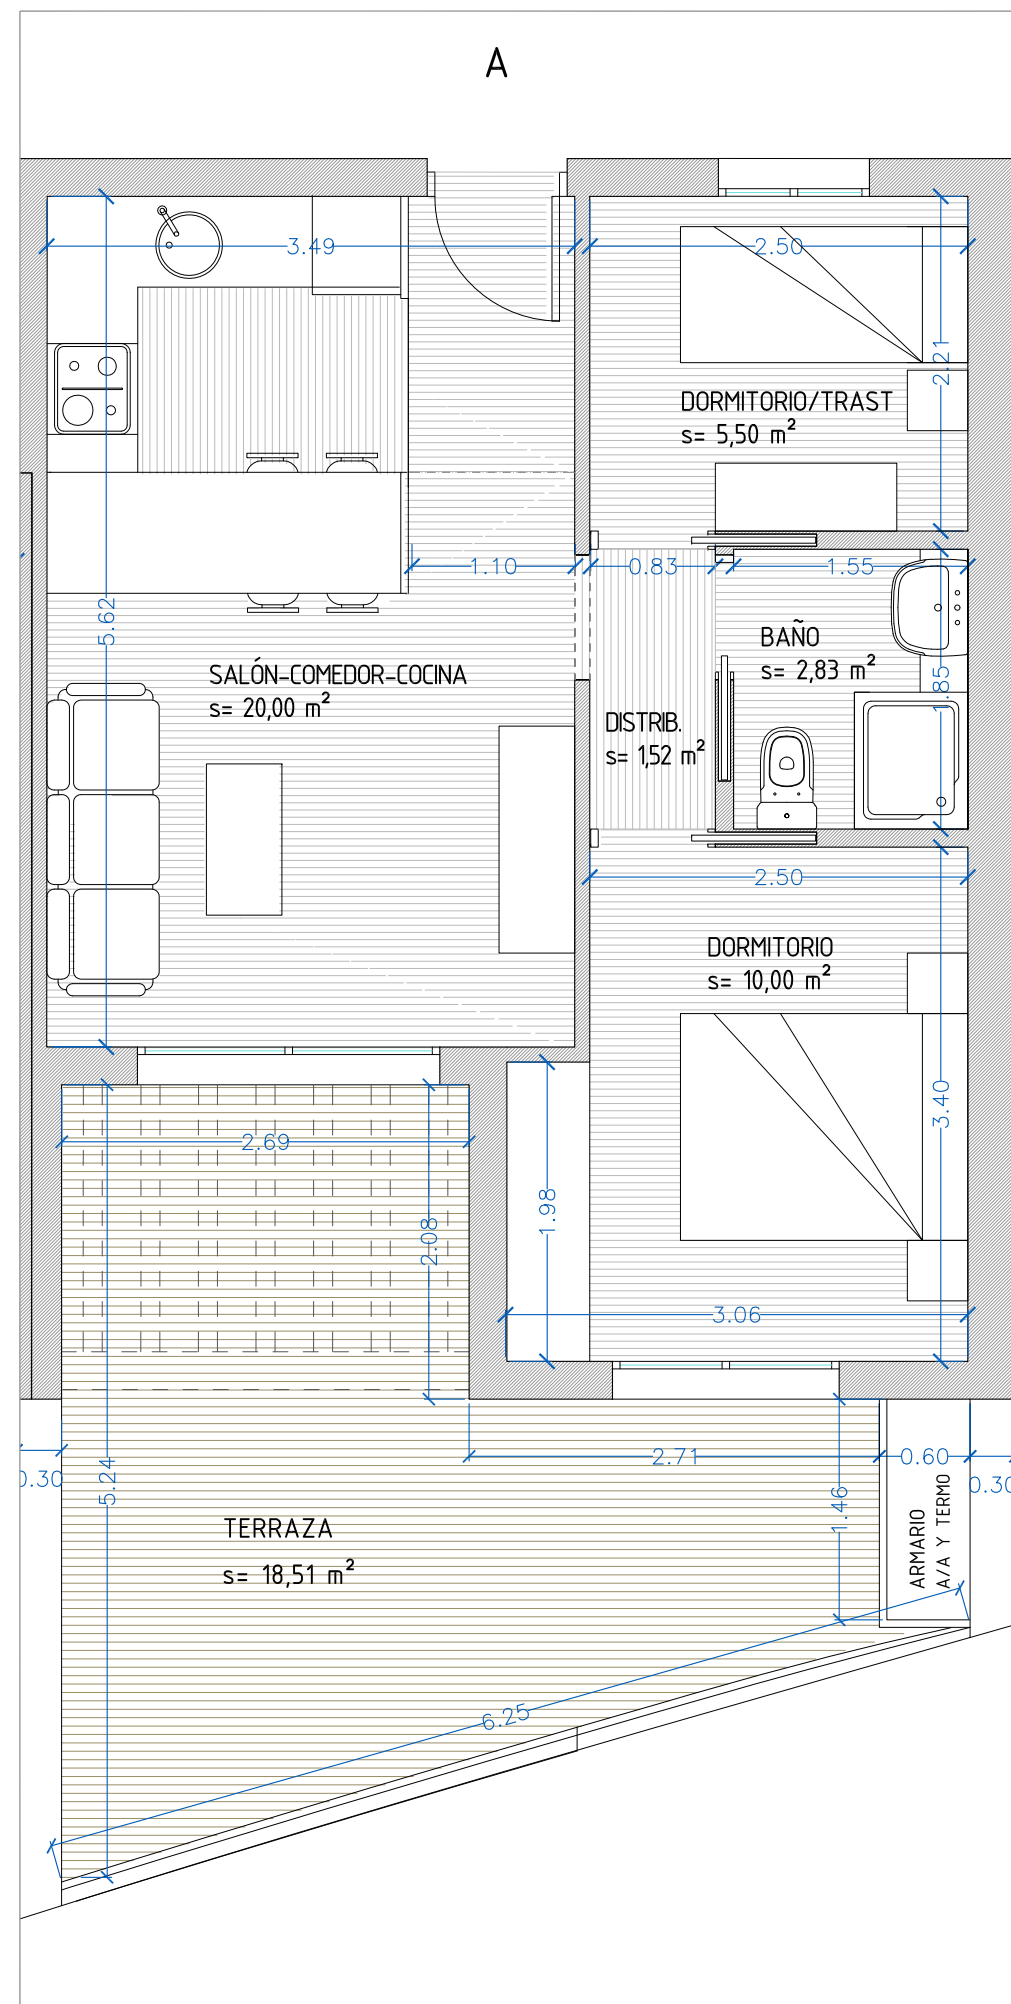 A
3.49
2.50
2.21
DORMITORIO/TRAST
s= 5,50 m²
1.10
0.83
1.55
5.62
BAÑO
s= 2,83 m²
1.85
SALÓN-COMEDOR-COCINA
s= 20,00 m²
DISTRIB.
s= 1,52 m²
2.50
DORMITORIO
s= 10,00 m²
3.40
2.69
1.98
2.08
3.06
2.71
0.60
0.30
0.30
5.24
1.46
ARMARIO
A/A Y TERMO
TERRAZA
s= 18,51 m²
6.25